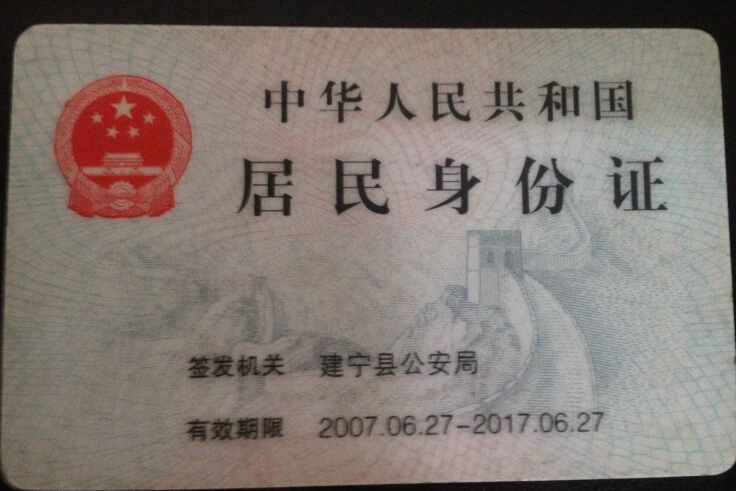 中华人民共和国
居民身份证
签发机关 建宁县公安局
有效期限 2007.06.27-2017.06.27